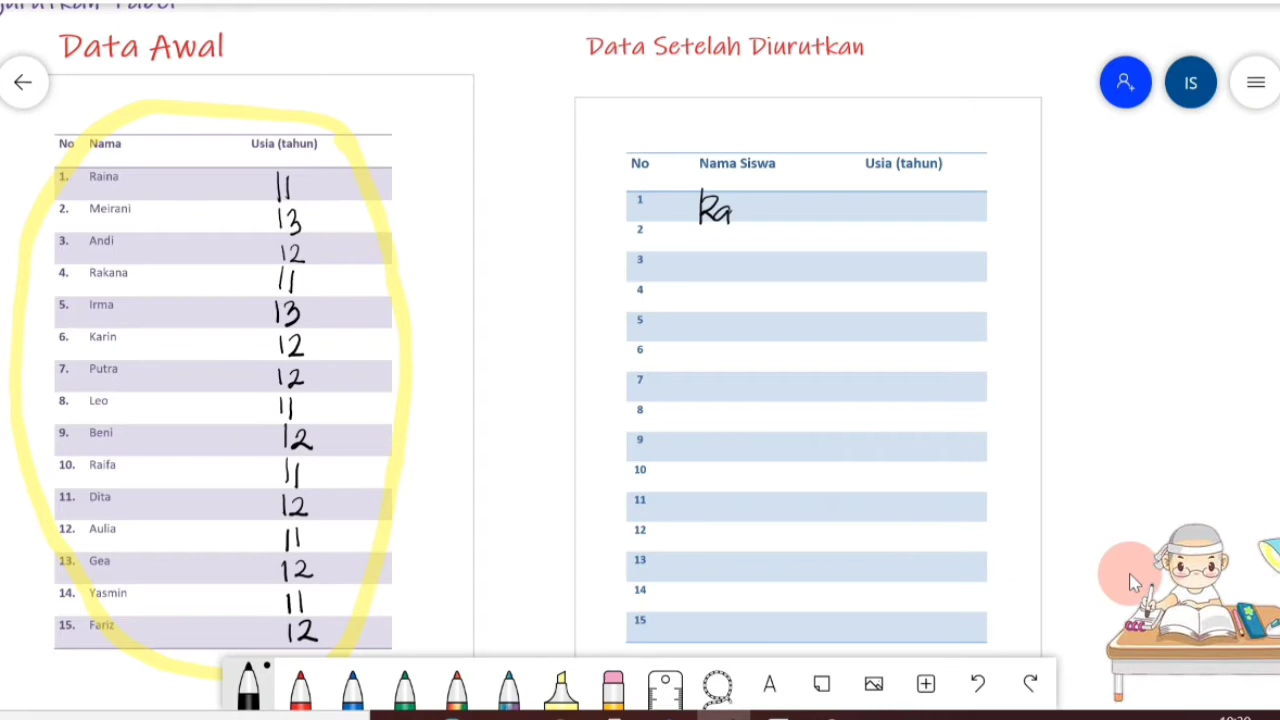 Data Awal
No Nama Usia (tahun)
1. Raina 11
2. Meirani 13
3. Andi 12
4. Rakana 11
5. Irma 13
6. Karin 12
7. Putra 12
8. Leo 11
9. Beni 12
10. Raifa 11
11. Dita 12
12. Aulia 11
13. Gea 12
14. Yasmin 11
15. Fariz 12
Data Setelah Diurutkan
No Nama Siswa Usia (tahun)
1 Ra
2
3
4
5
6
7
8
9
10
11
12
13
14
15
IS
A